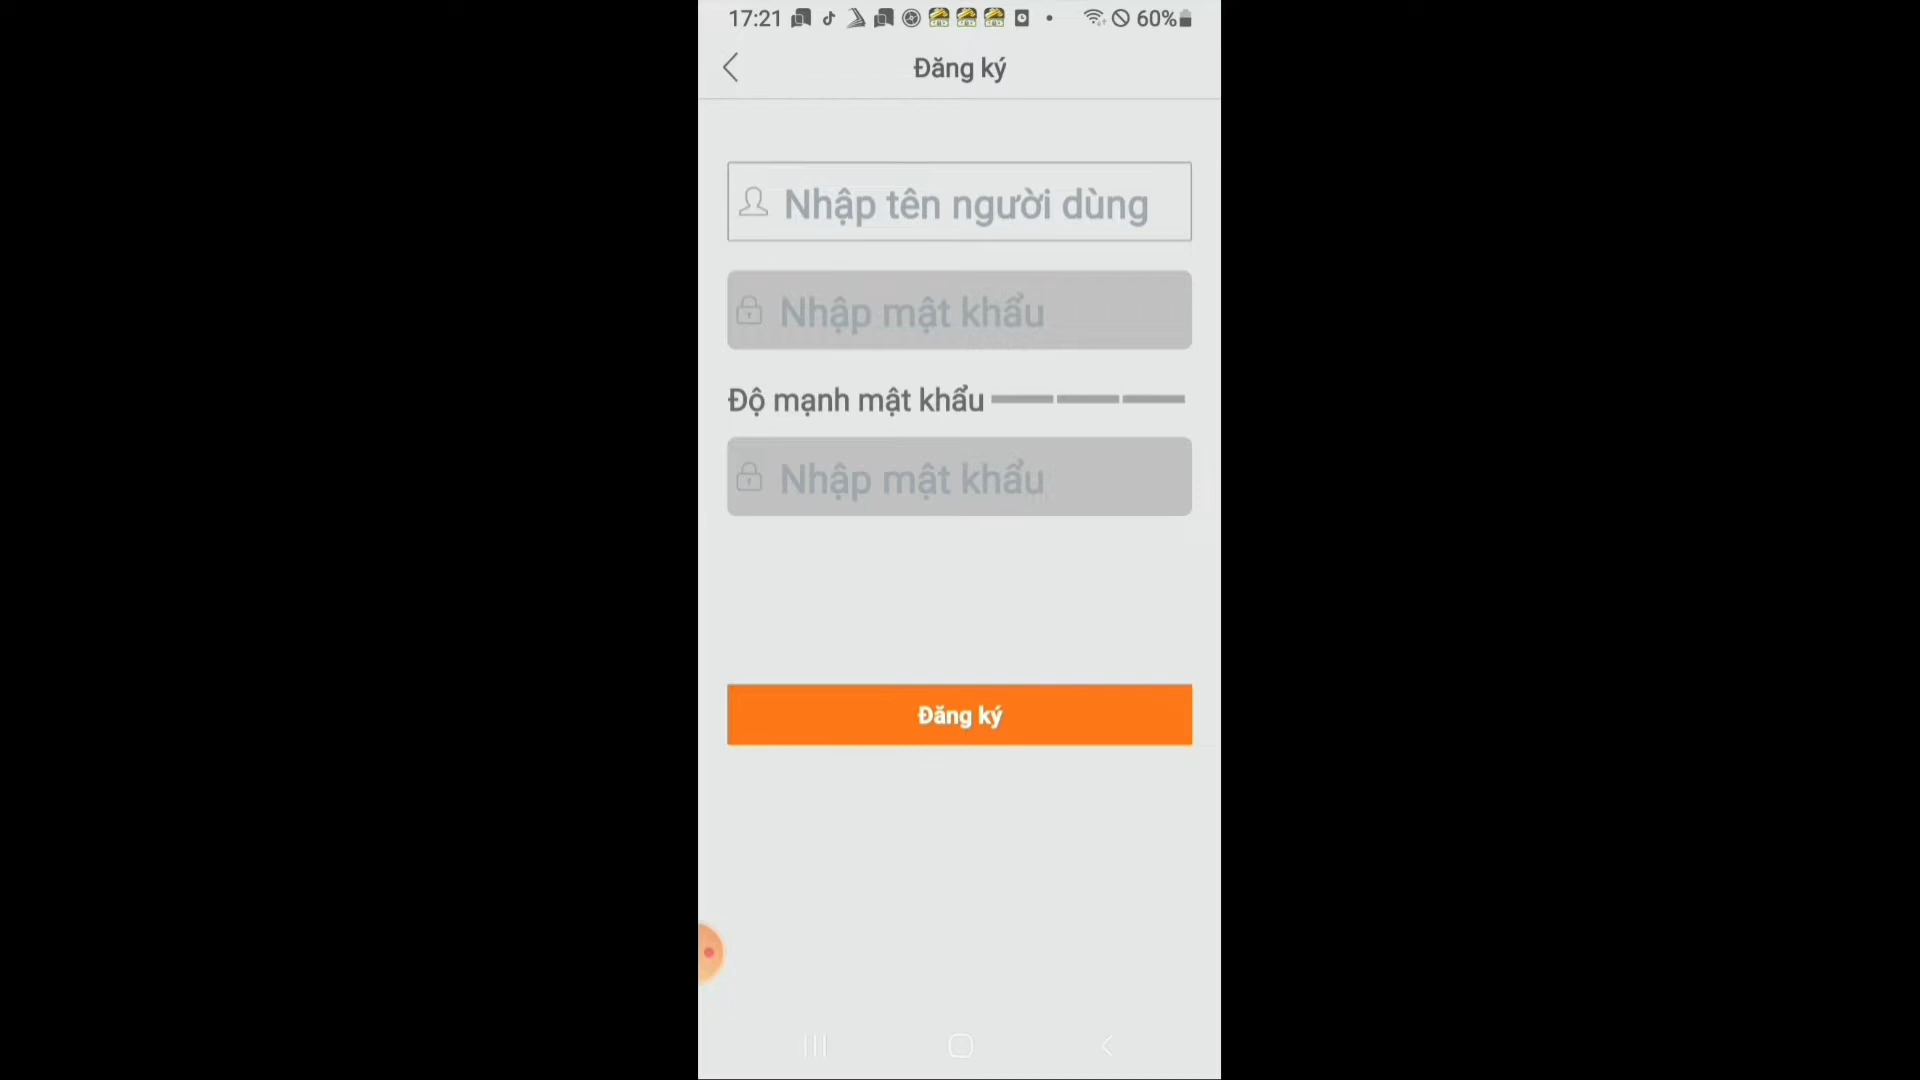 17:21 60%
Đăng ký
Nhập tên người dùng
Nhập mật khẩu
Độ mạnh mật khẩu
Nhập mật khẩu
Đăng ký